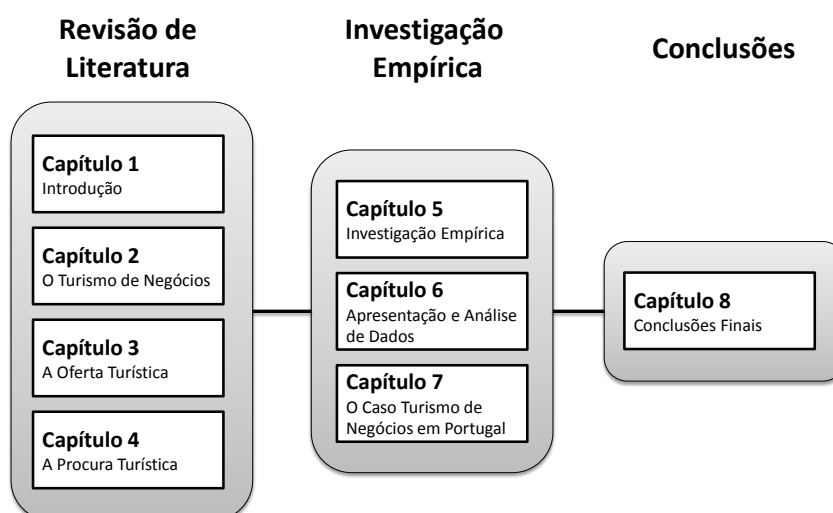 Revisão de
Literatura
Capítulo 1
Introdução
Capítulo 2
O Turismo de Negócios
Capítulo 3
A Oferta Turística
Capítulo 4
A Procura Turística
Investigação
Empírica
Capítulo 5
Investigação Empírica
Capítulo 6
Apresentação e Análise
de Dados
Capítulo 7
O Caso Turismo de
Negócios em Portugal
Conclusões
Capítulo 8
Conclusões Finais